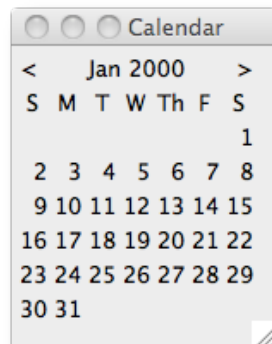 Calendar
< Jan 2000 >
S M T W Th F S
1
2 3 4 5 6 7 8
9 10 11 12 13 14 15
16 17 18 19 20 21 22
23 24 25 26 27 28 29
30 31